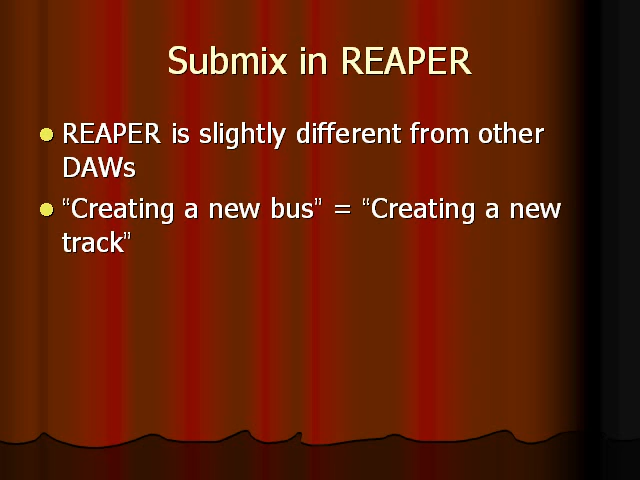 Submix in REAPER
REAPER is slightly different from other
DAWs
“Creating a new bus” = “Creating a new
track”